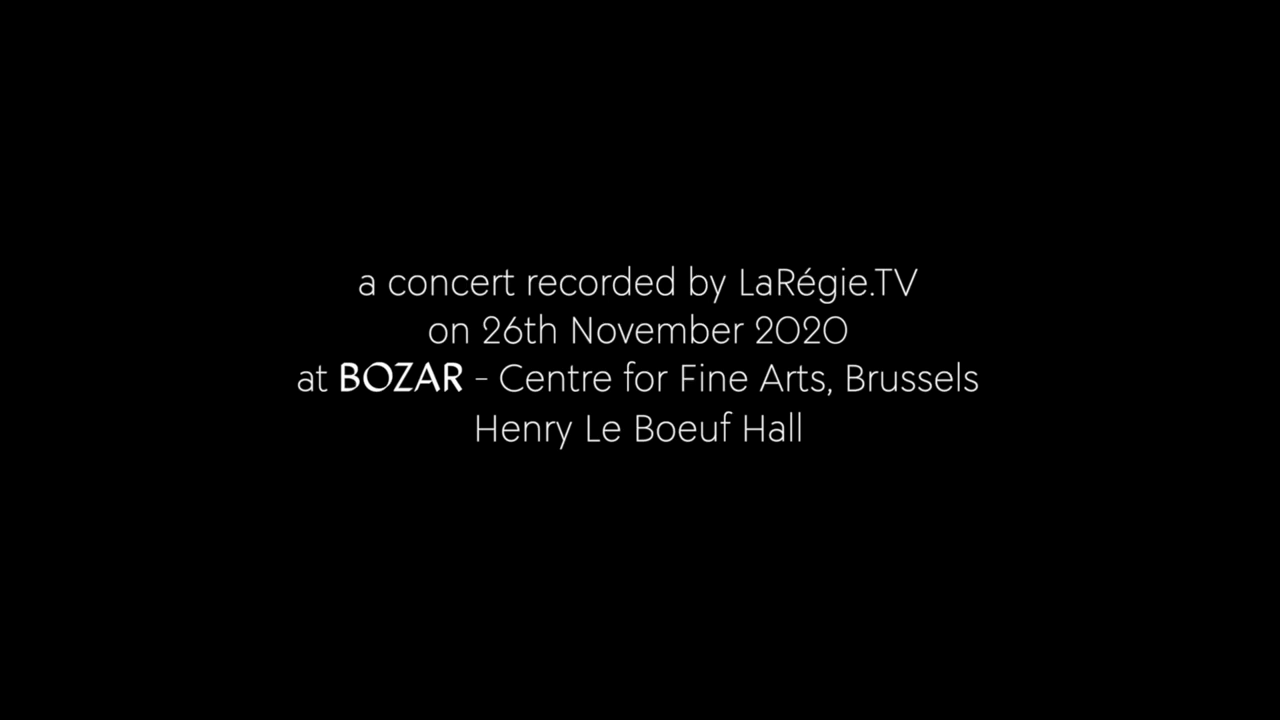 a concert recorded by LaRégie.TV
on 26th November 2020
at BOZAR - Centre for Fine Arts, Brussels
Henry Le Boeuf Hall